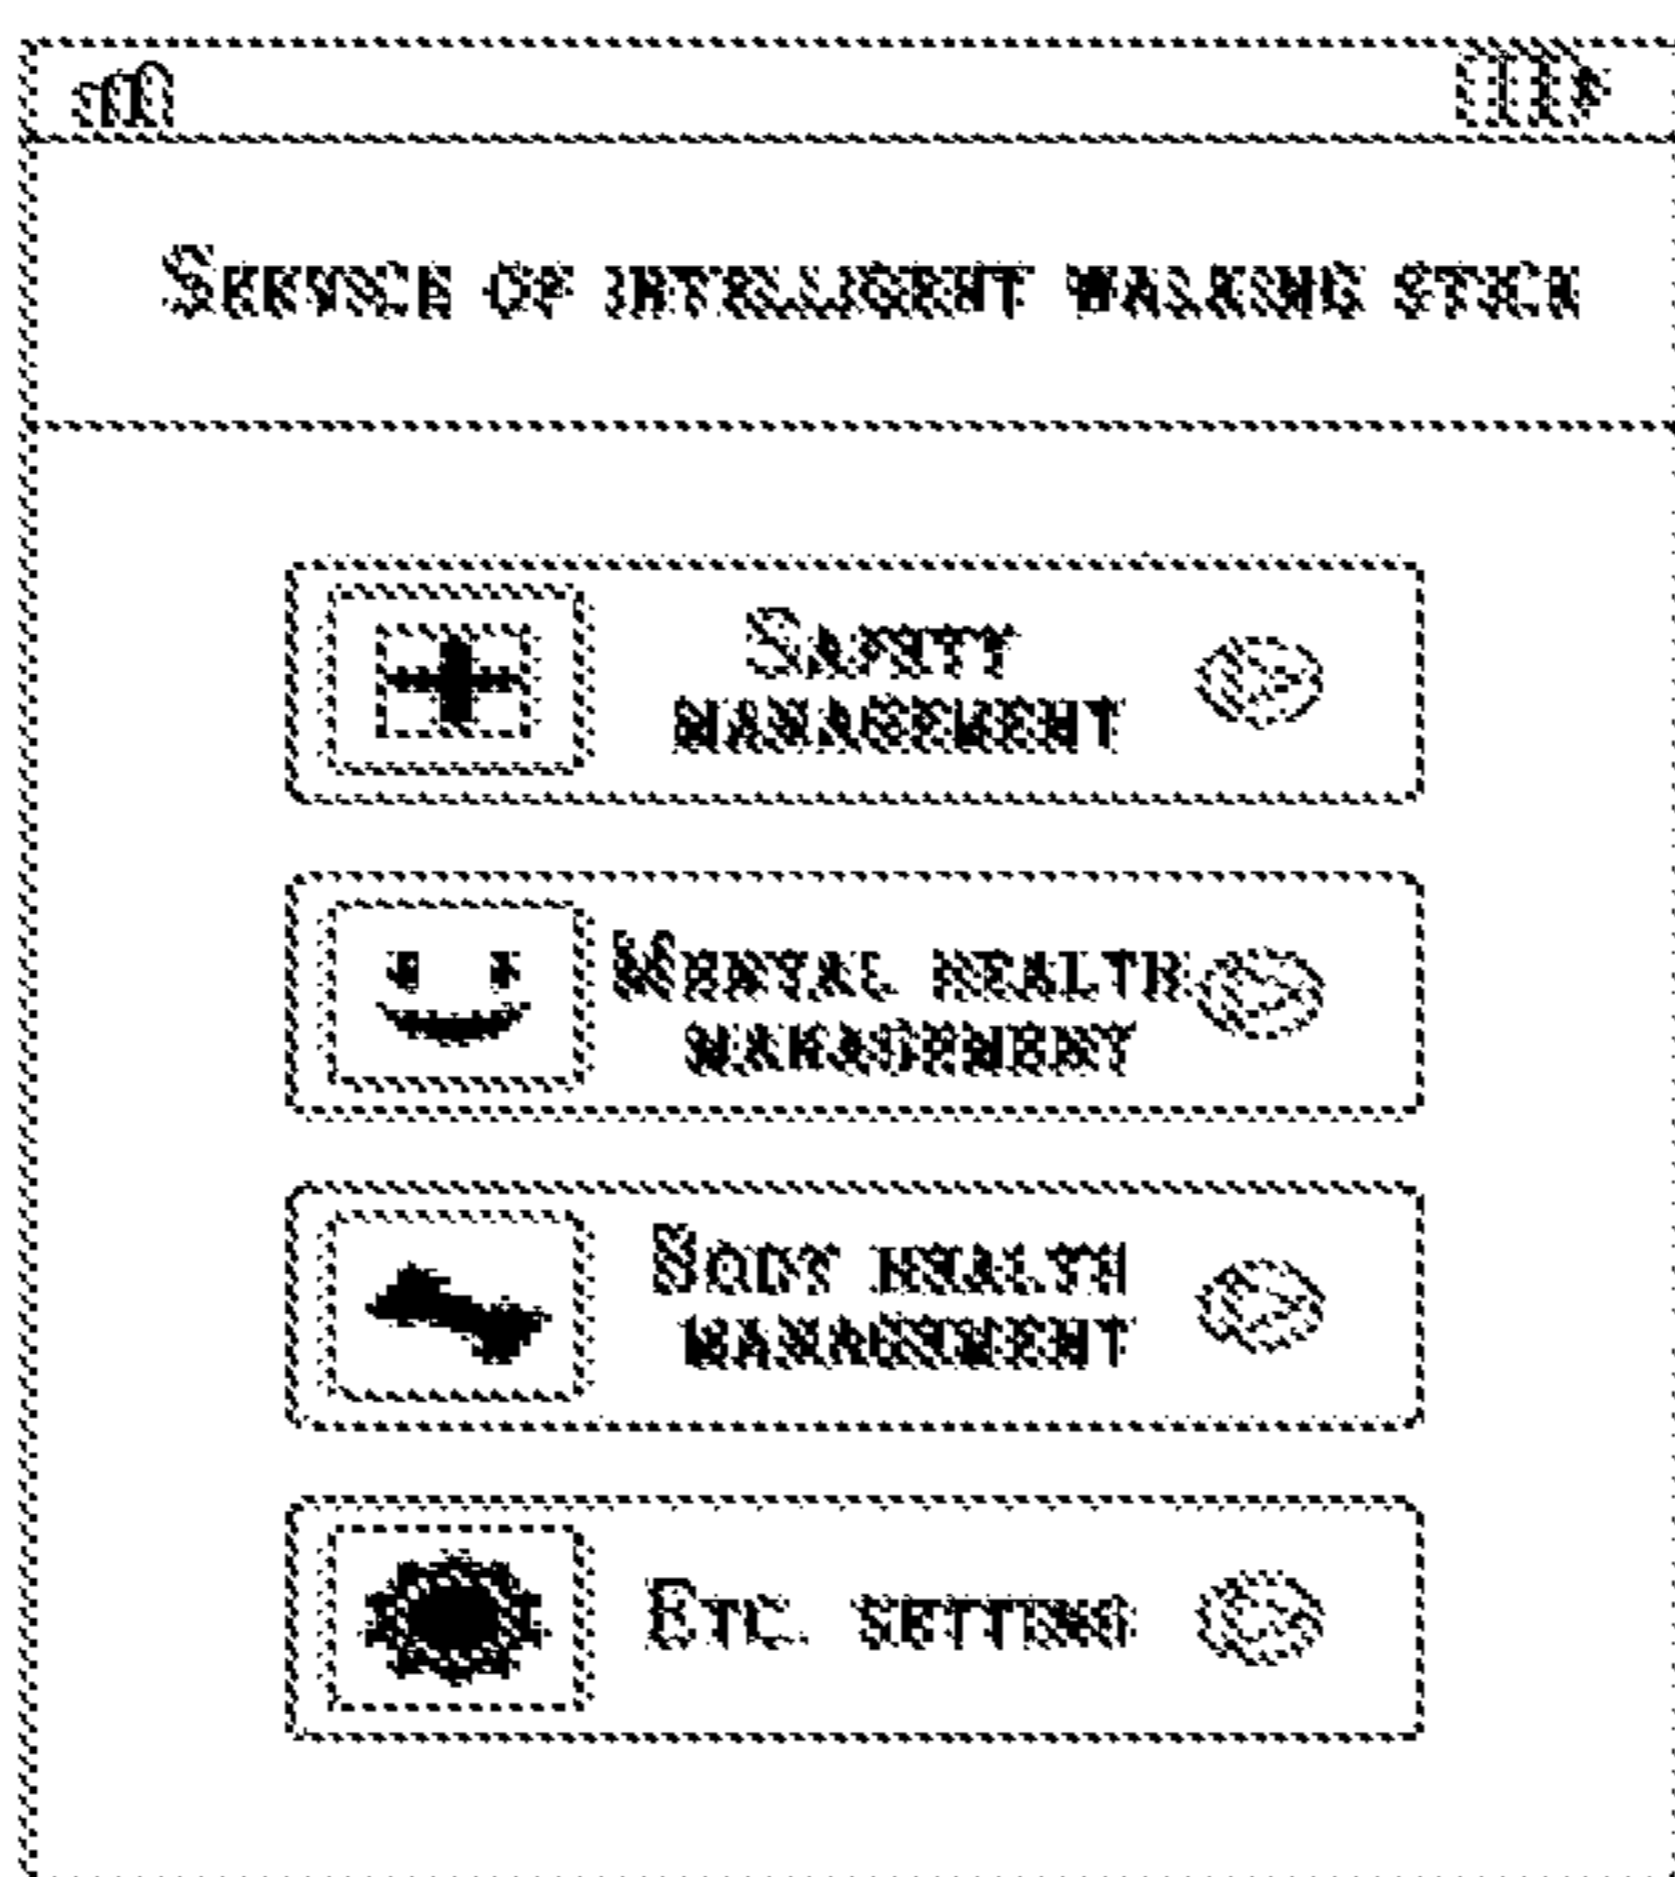 Service of intelligent walking stick
Safety
management
Mental health
management
Body health
management
Etc. setting